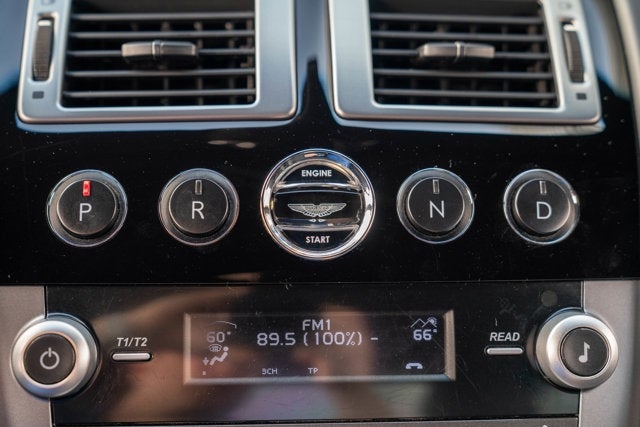 ENGINE
P R N D
START
T1/T2
FM1
60°
89.5 (100%) -
66
SCH TP
READ